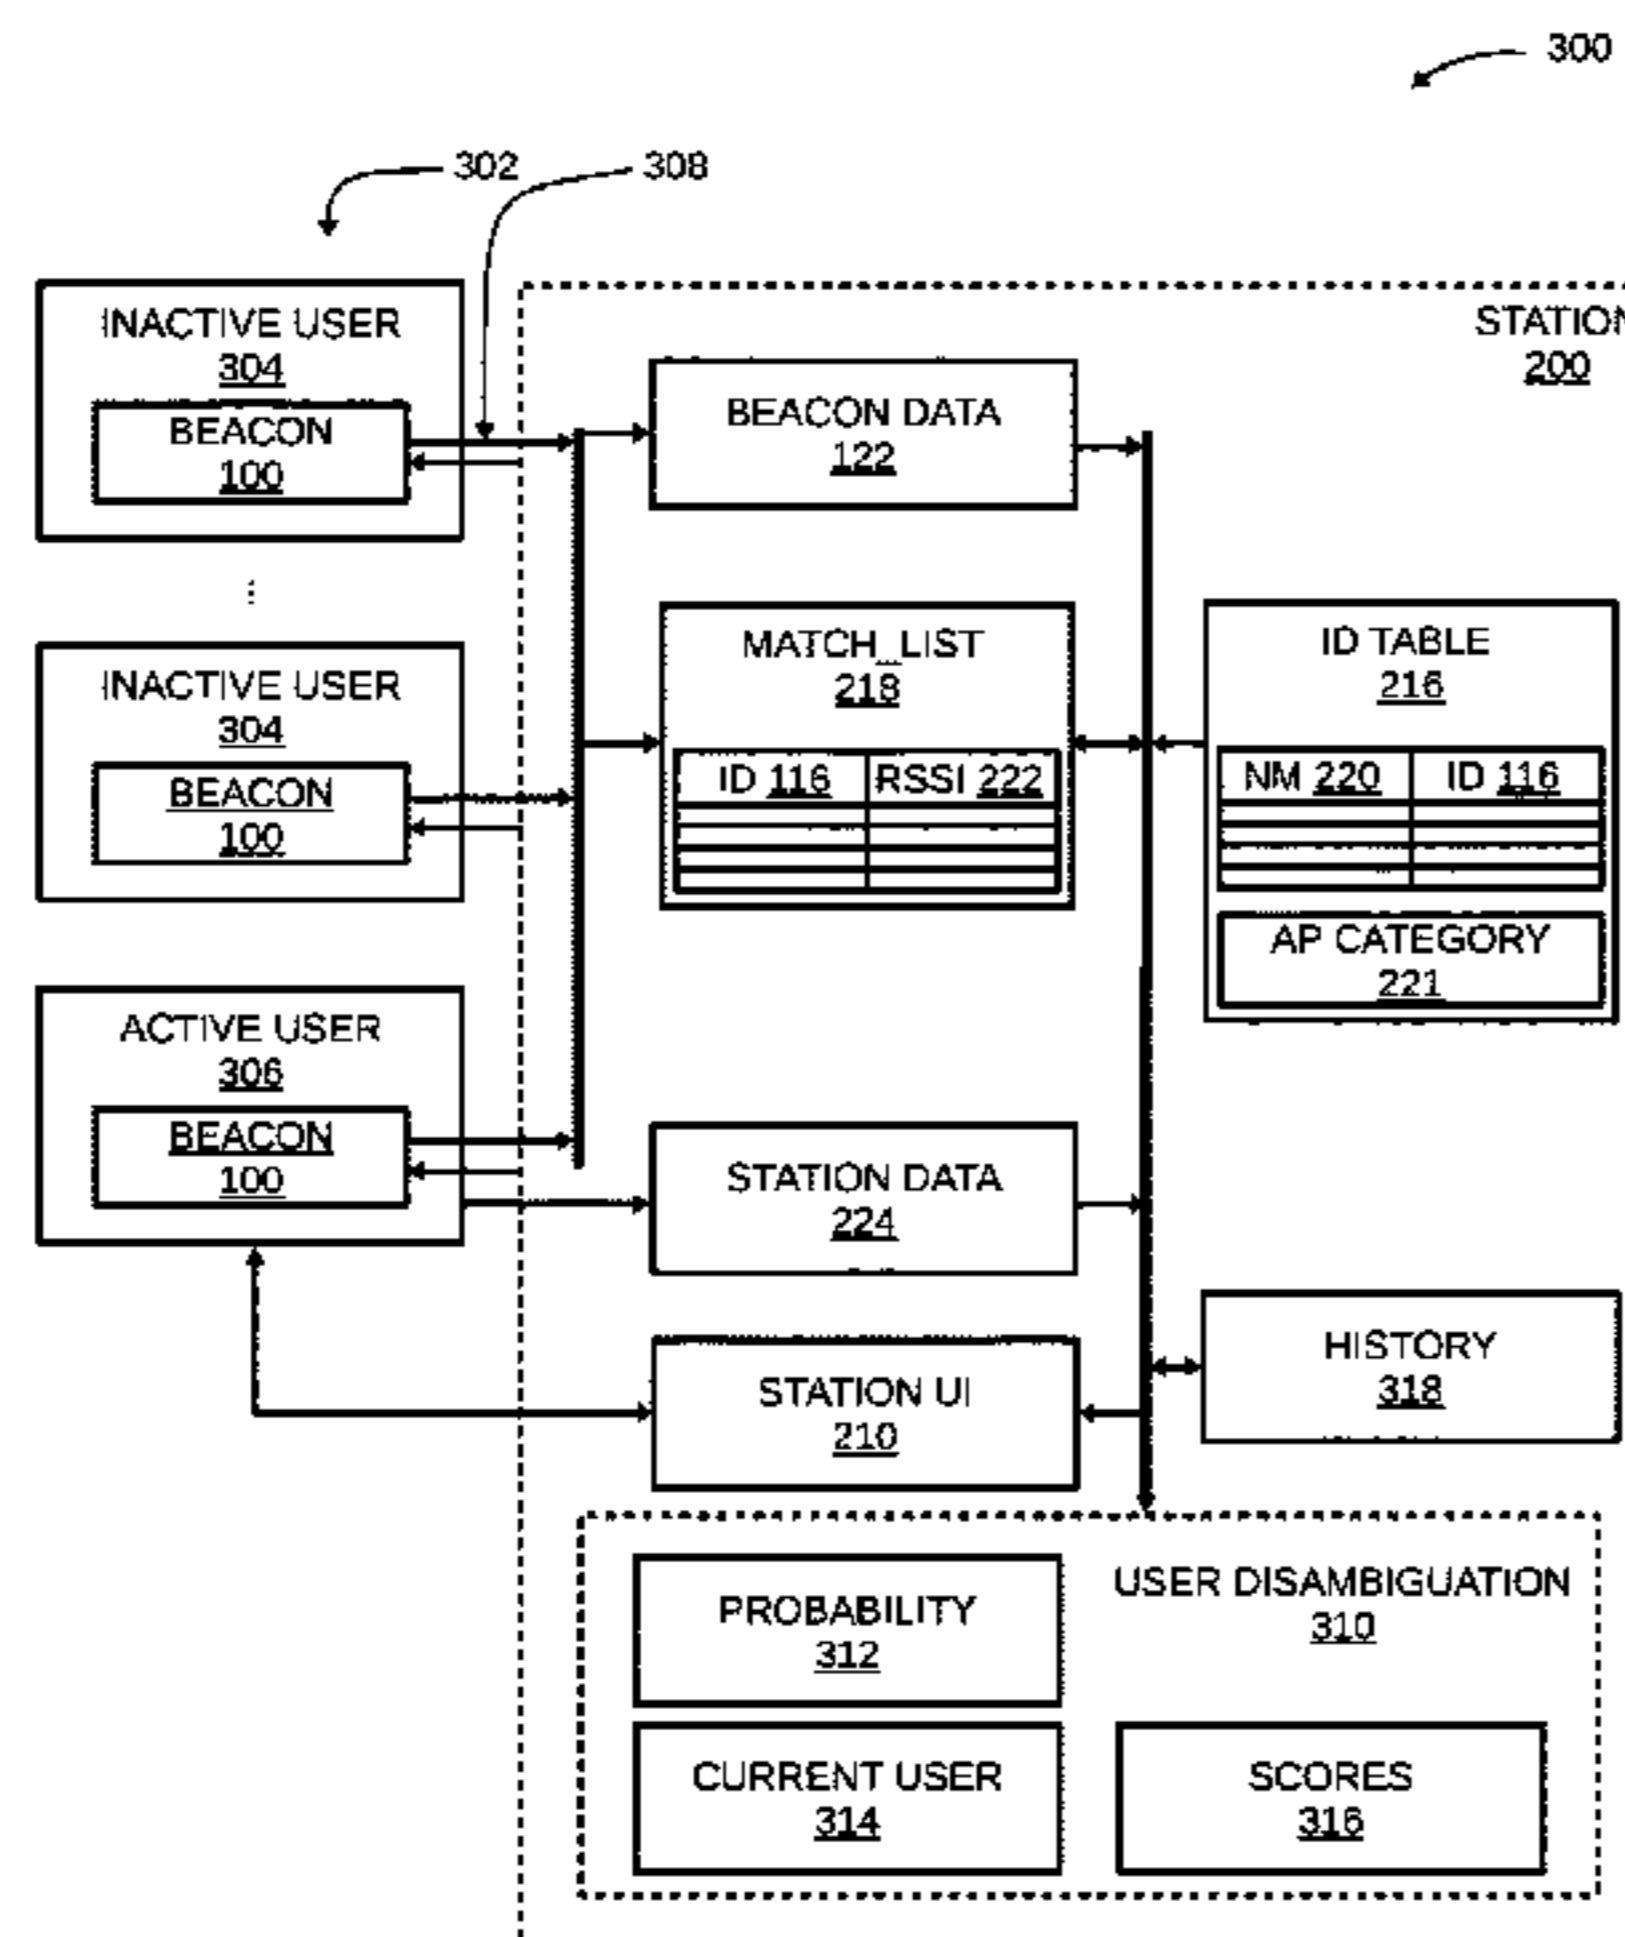 300
302
308
INACTIVE USER
304
BEACON
100
⋮
INACTIVE USER
304
BEACON
100
ACTIVE USER
306
BEACON
100
STATION
200
BEACON DATA
122
MATCH_LIST
218
ID 116 RSSI 222
ID TABLE
216
NM 220 ID 116
AP CATEGORY
221
STATION DATA
224
STATION UI
210
HISTORY
318
USER DISAMBIGUATION
310
PROBABILITY
312
CURRENT USER
314
SCORES
316